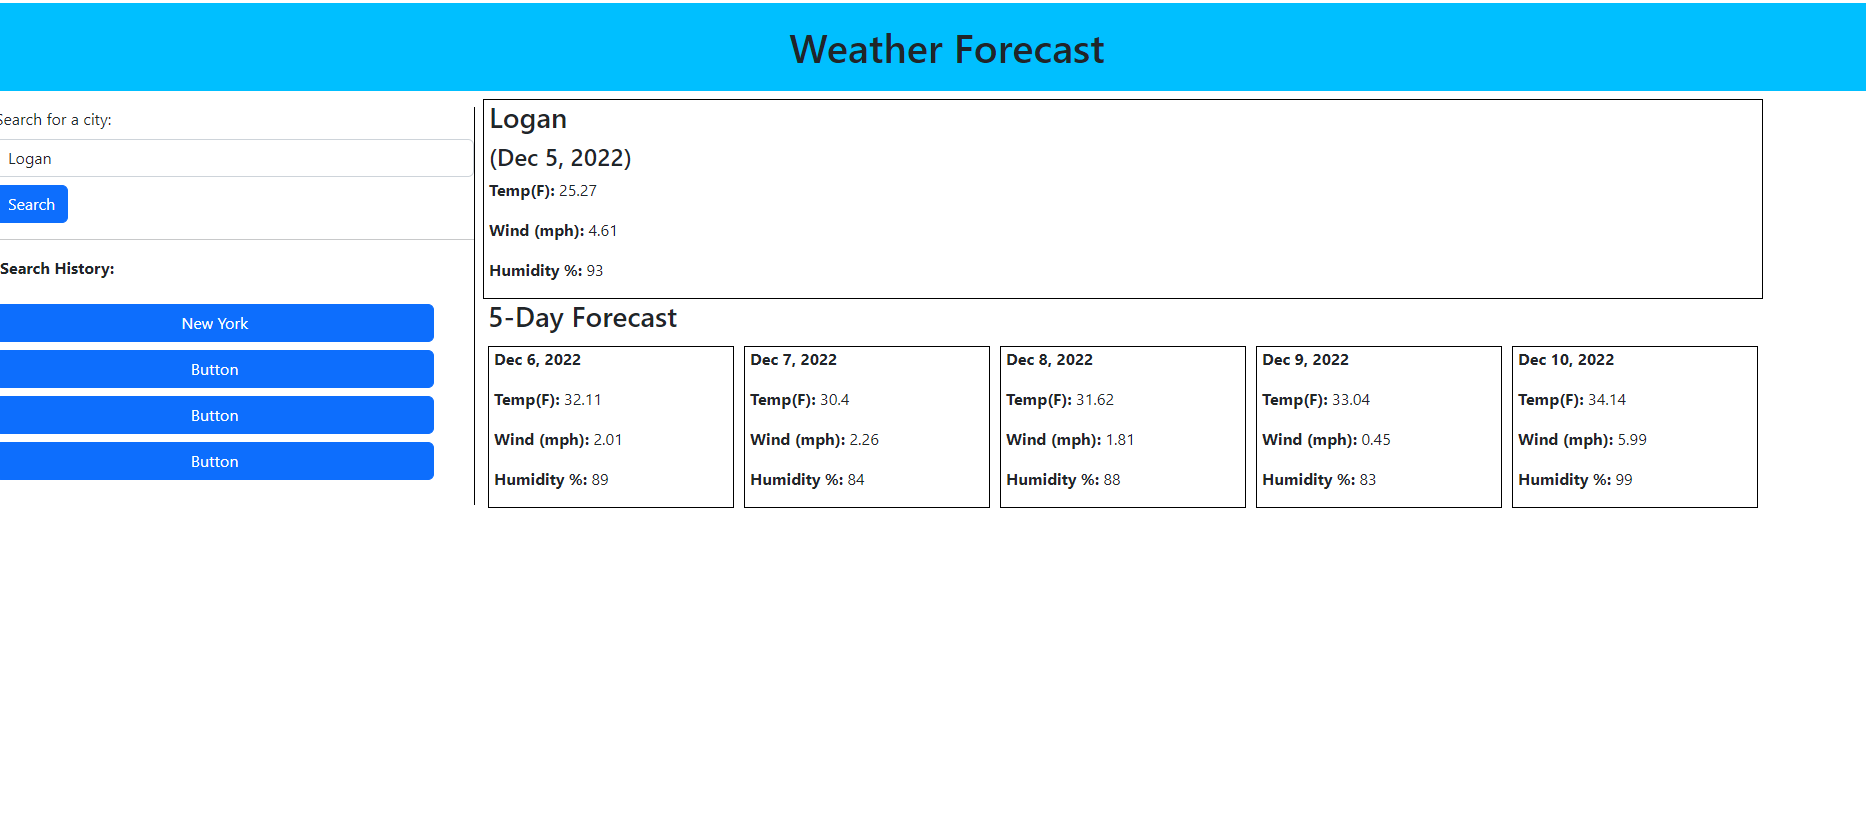 Weather Forecast
Search for a city:
Logan
Search
Search History:
New York
Button
Button
Button
Logan
(Dec 5, 2022)
Temp(F): 25.27
Wind (mph): 4.61
Humidity %: 93
5-Day Forecast
Dec 6, 2022
Temp(F): 32.11
Wind (mph): 2.01
Humidity %: 89
Dec 7, 2022
Temp(F): 30.4
Wind (mph): 2.26
Humidity %: 84
Dec 8, 2022
Temp(F): 31.62
Wind (mph): 1.81
Humidity %: 88
Dec 9, 2022
Temp(F): 33.04
Wind (mph): 0.45
Humidity %: 83
Dec 10, 2022
Temp(F): 34.14
Wind (mph): 5.99
Humidity %: 99